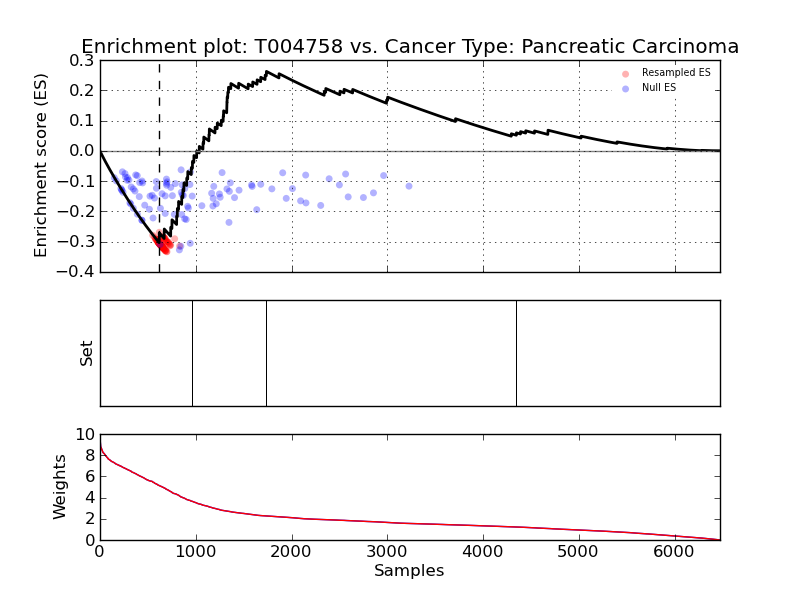 Enrichment plot: T004758 vs. Cancer Type: Pancreatic Carcinoma
Enrichment score (ES)
0.3
0.2
0.1
0.0
−0.1
−0.2
−0.3
−0.4
Resampled ES
Null ES
Set
Weights
10
8
6
4
2
0
0 1000 2000 3000 4000 5000 6000
Samples